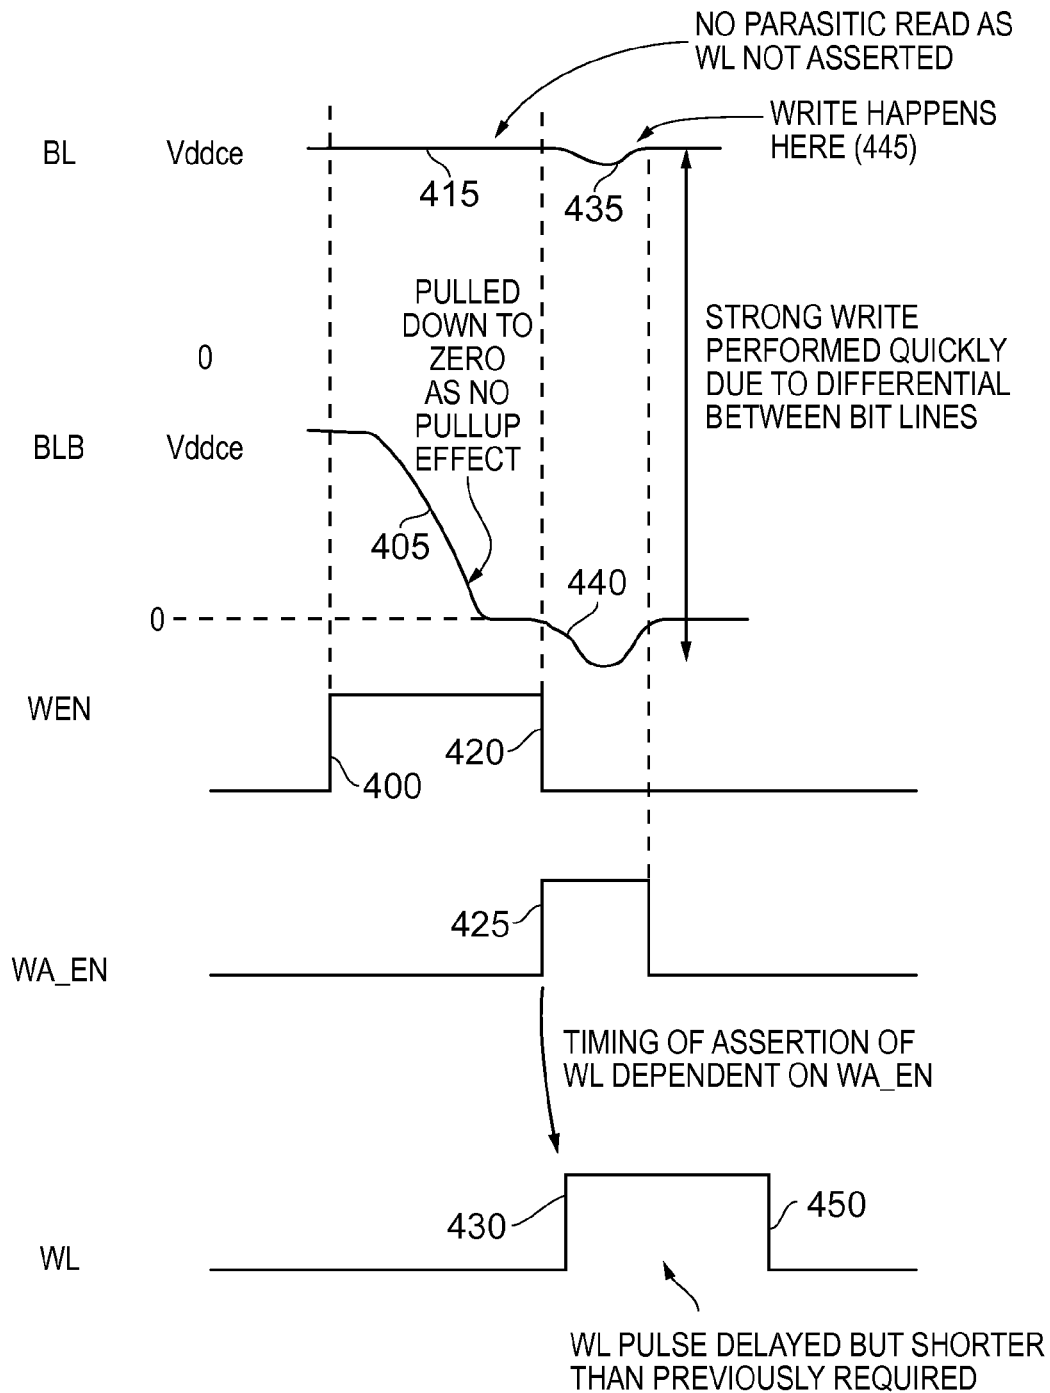 NO PARASITIC READ AS
WL NOT ASSERTED
WRITE HAPPENS
HERE (445)
BL
Vddce
415
435
PULLED
DOWN TO
ZERO
AS NO
PULLUP
EFFECT
STRONG WRITE
PERFORMED QUICKLY
DUE TO DIFFERENTIAL
BETWEEN BIT LINES
0
BLB
Vddce
405
440
0
WEN
420
400
425
WA_EN
TIMING OF ASSERTION OF
WL DEPENDENT ON WA_EN
430
450
WL
WL PULSE DELAYED BUT SHORTER
THAN PREVIOUSLY REQUIRED